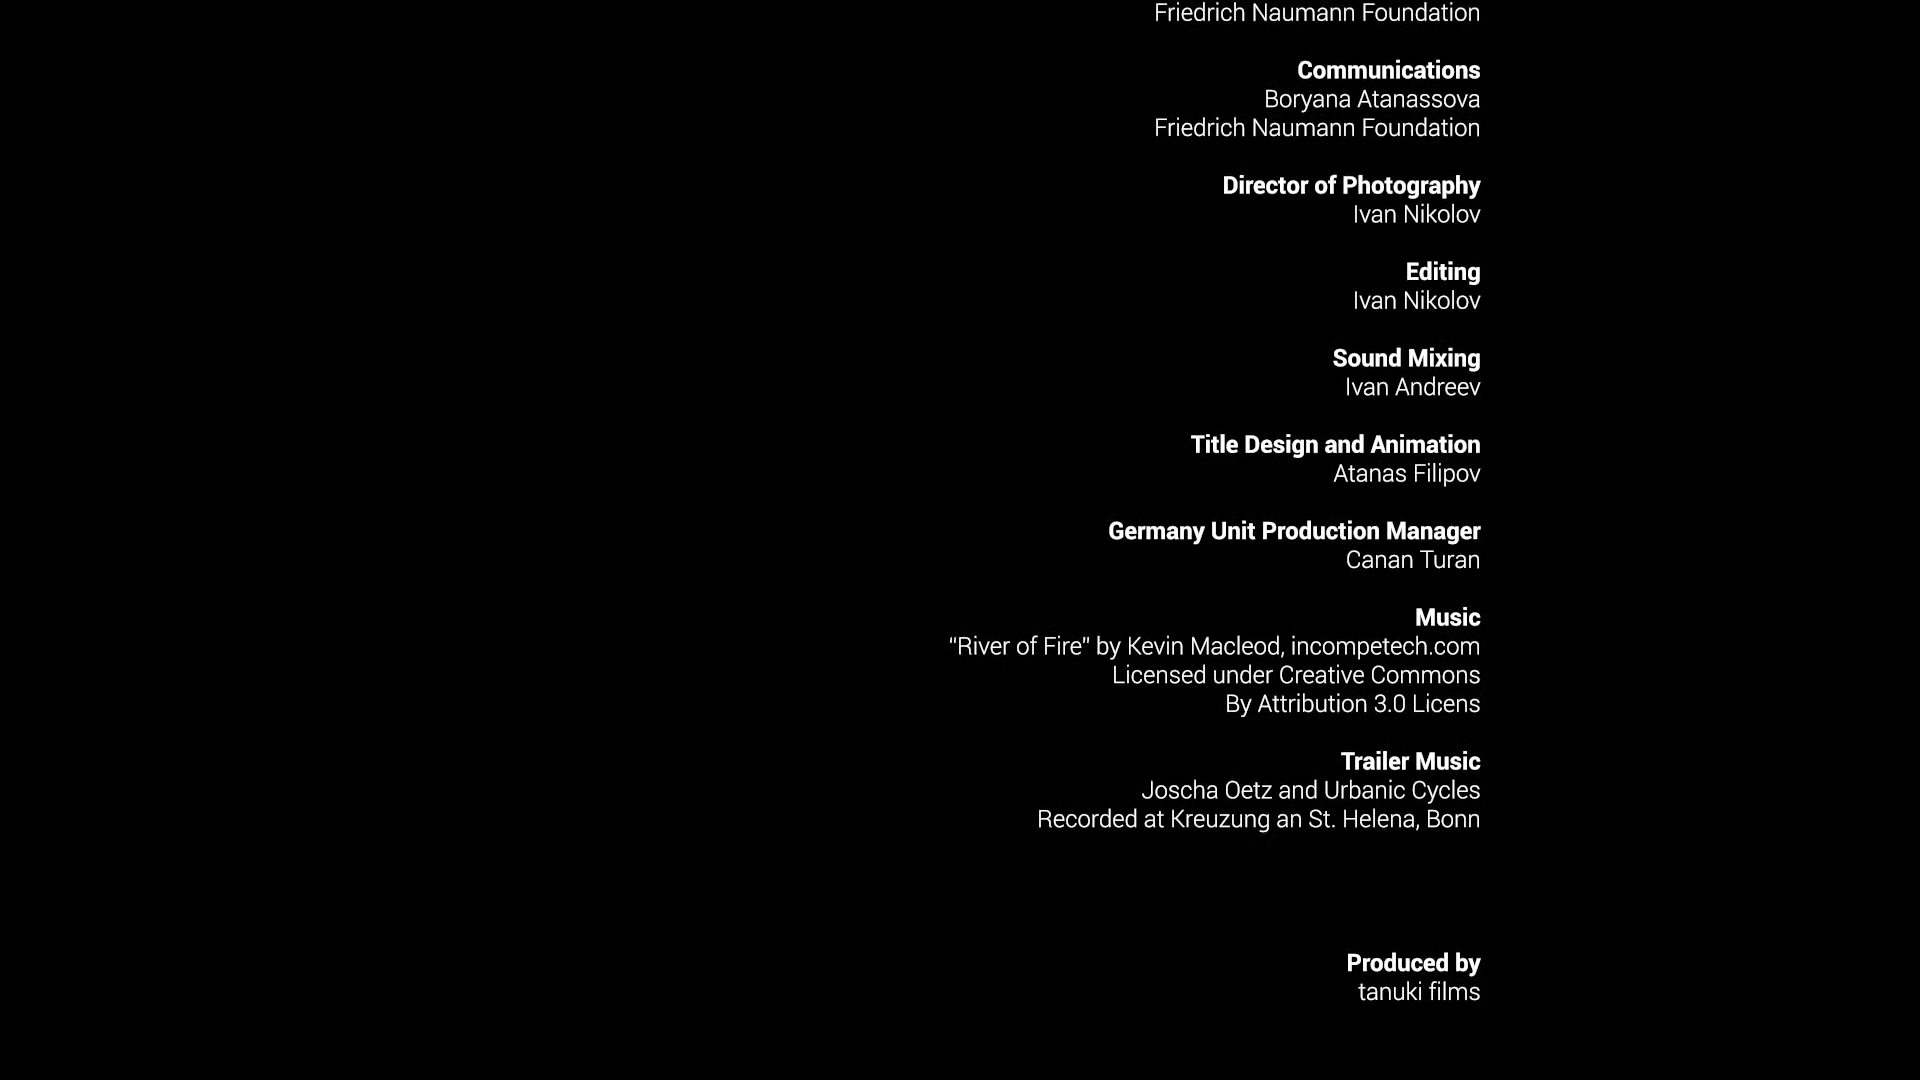 Friedrich Naumann Foundation
Communications
Boryana Atanassova
Friedrich Naumann Foundation
Director of Photography
Ivan Nikolov
Editing
Ivan Nikolov
Sound Mixing
Ivan Andreev
Title Design and Animation
Atanas Filipov
Germany Unit Production Manager
Canan Turan
Music
“River of Fire” by Kevin Macleod, incompetech.com
Licensed under Creative Commons
By Attribution 3.0 Licens
Trailer Music
Joscha Oetz and Urbanic Cycles
Recorded at Kreuzung an St. Helena, Bonn
Produced by
tanuki films